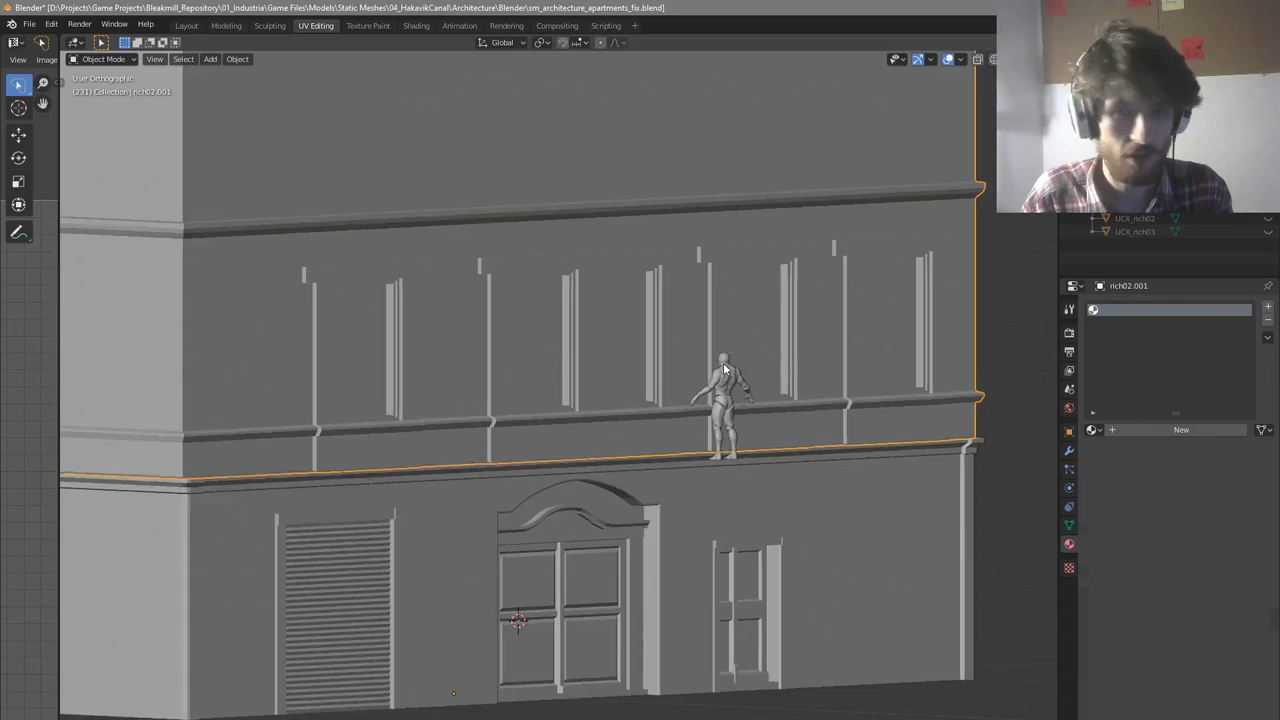 Blender* [D:\Projects\Game Projects\Bleakmill_Repository\01_Industria\Game Files\Models\Static Meshes\04_HakavikCanal\Architecture\Blender\sm_architecture_apartments_fix.blend]
File Edit Render Window Help Layout Modeling Sculpting UV Editing Texture Paint Shading Animation Rendering Compositing Scripting +
View Image Object Mode View Select Add Object Global
User Orthographic
(231) Collection | rich02.001
UCX_rich02
UCX_rich03
rich02.001
New